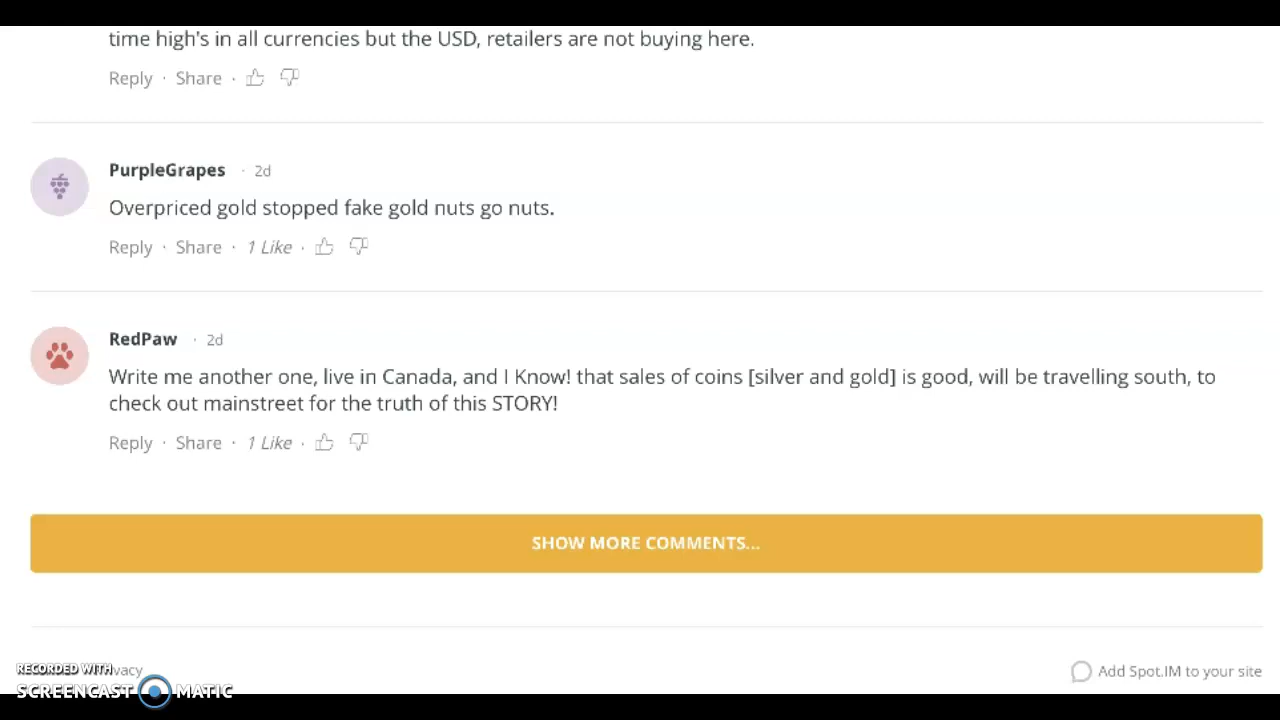 time high's in all currencies but the USD, retailers are not buying here.
Reply · Share ·
PurpleGrapes · 2d
Overpriced gold stopped fake gold nuts go nuts.
Reply · Share · 1 Like ·
RedPaw · 2d
Write me another one, live in Canada, and I Know! that sales of coins [silver and gold] is good, will be travelling south, to
check out mainstreet for the truth of this STORY!
Reply · Share · 1 Like ·
SHOW MORE COMMENTS...
RECORDED WITH vacy
Add Spot.IM to your site
SCREENCAST MATIC